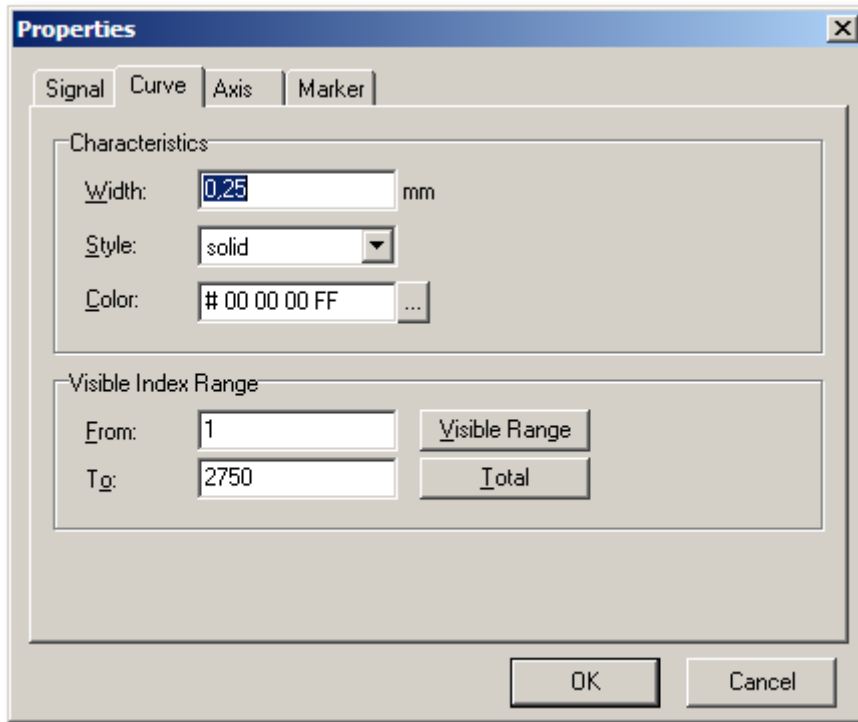 Properties
Signal Curve Axis Marker
Characteristics
Width: 0,25 mm
Style: solid
Color: # 00 00 00 FF ...
Visible Index Range
From: 1 Visible Range
To: 2750 Total
OK Cancel